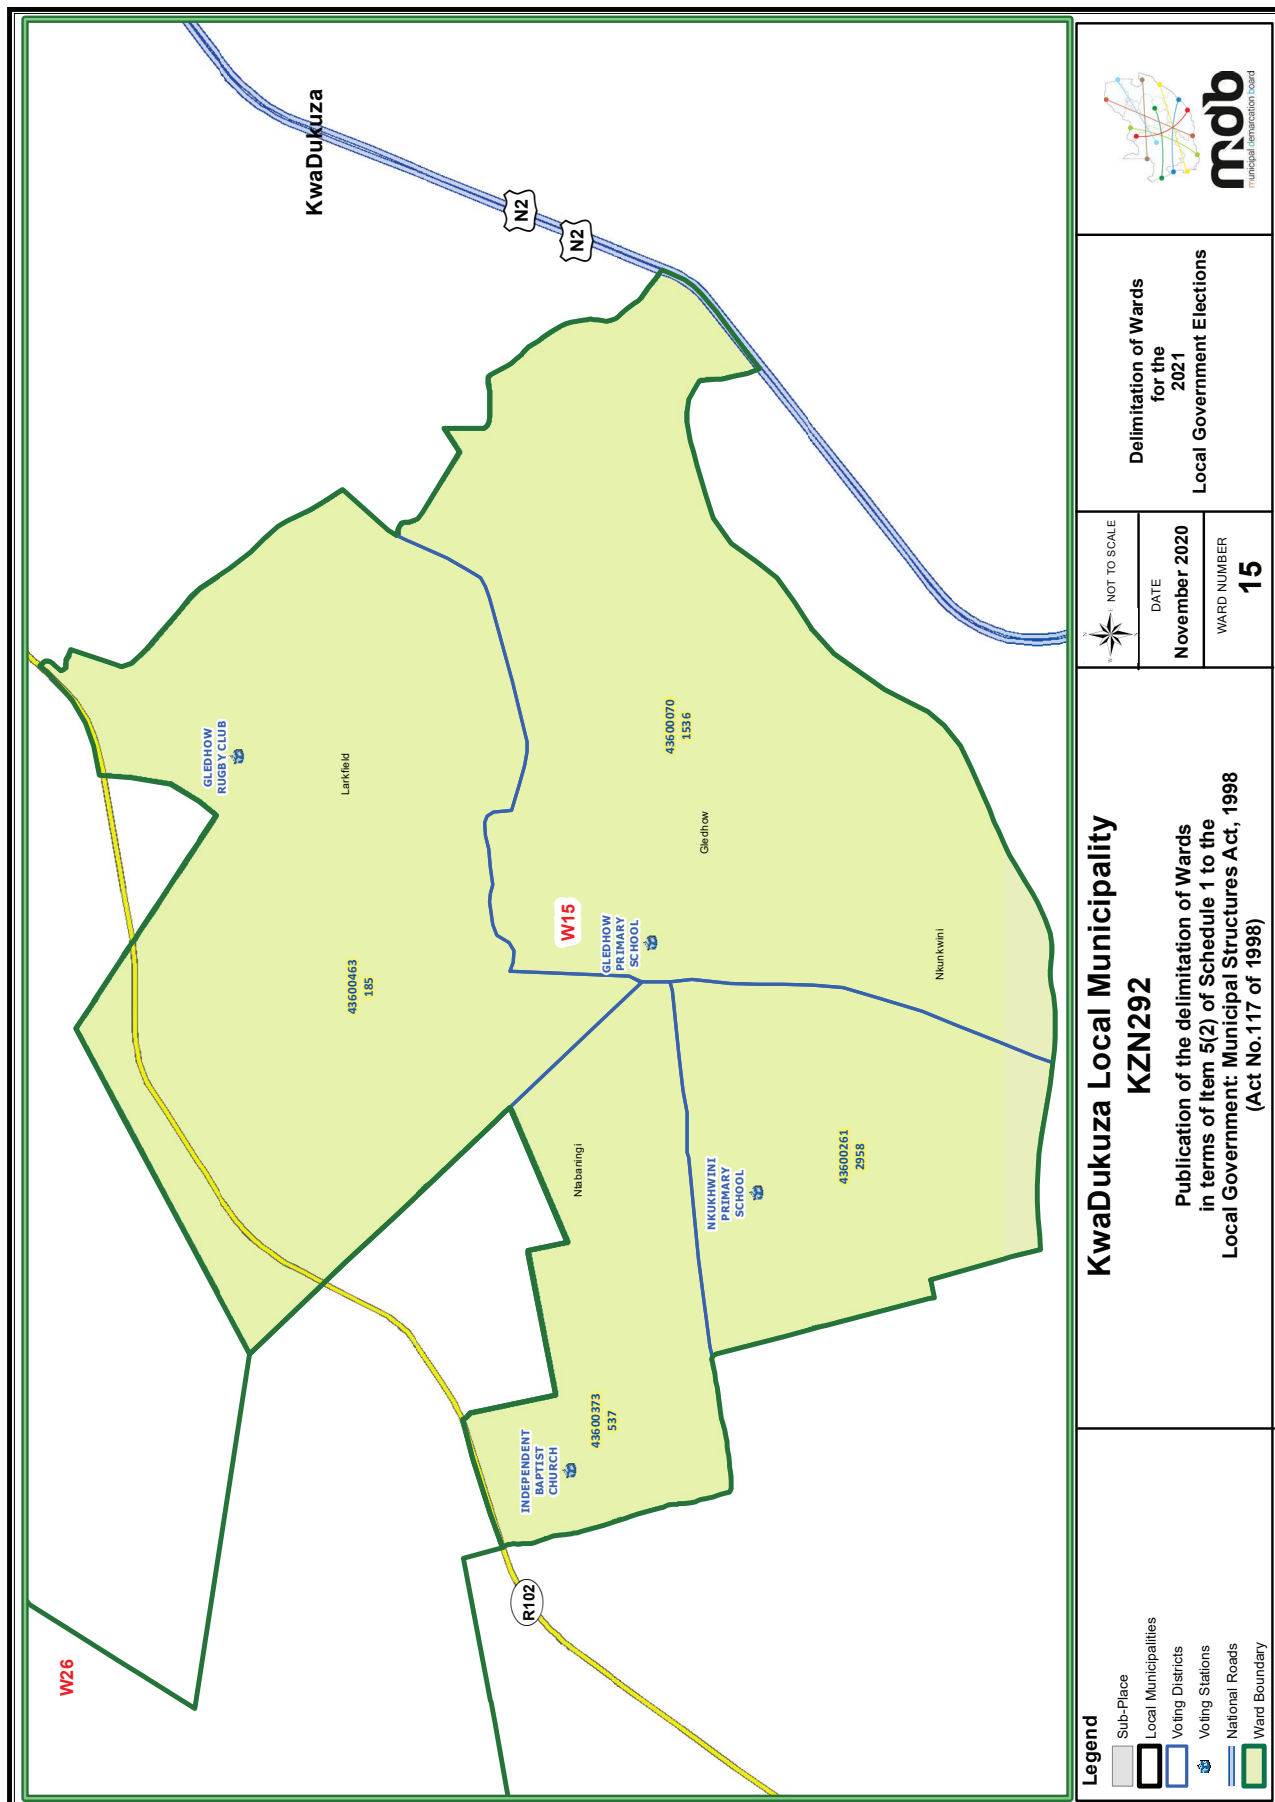 KwaDukuza
N2
N2
GLEDHOW
RUGBY CLUB
Larkfield
43600463
185
W15
GLEDHOW
PRIMARY
SCHOOL
43600070
1536
Gledhow
Nkunkwini
Ntabaningi
NKUKHWINI
PRIMARY
SCHOOL
43600261
2958
INDEPENDENT
BAPTIST
CHURCH
43600373
537
R102
W26
Legend
Sub-Place
Local Municipalities
Voting Districts
Voting Stations
National Roads
Ward Boundary
KwaDukuza Local Municipality
KZN292
Publication of the delimitation of Wards
in terms of Item 5(2) of Schedule 1 to the
Local Government: Municipal Structures Act, 1998
(Act No.117 of 1998)
N
W
E
NOT TO SCALE
DATE
November 2020
WARD NUMBER
15
Delimitation of Wards
for the
2021
Local Government Elections
mdb
municipal demarcation board